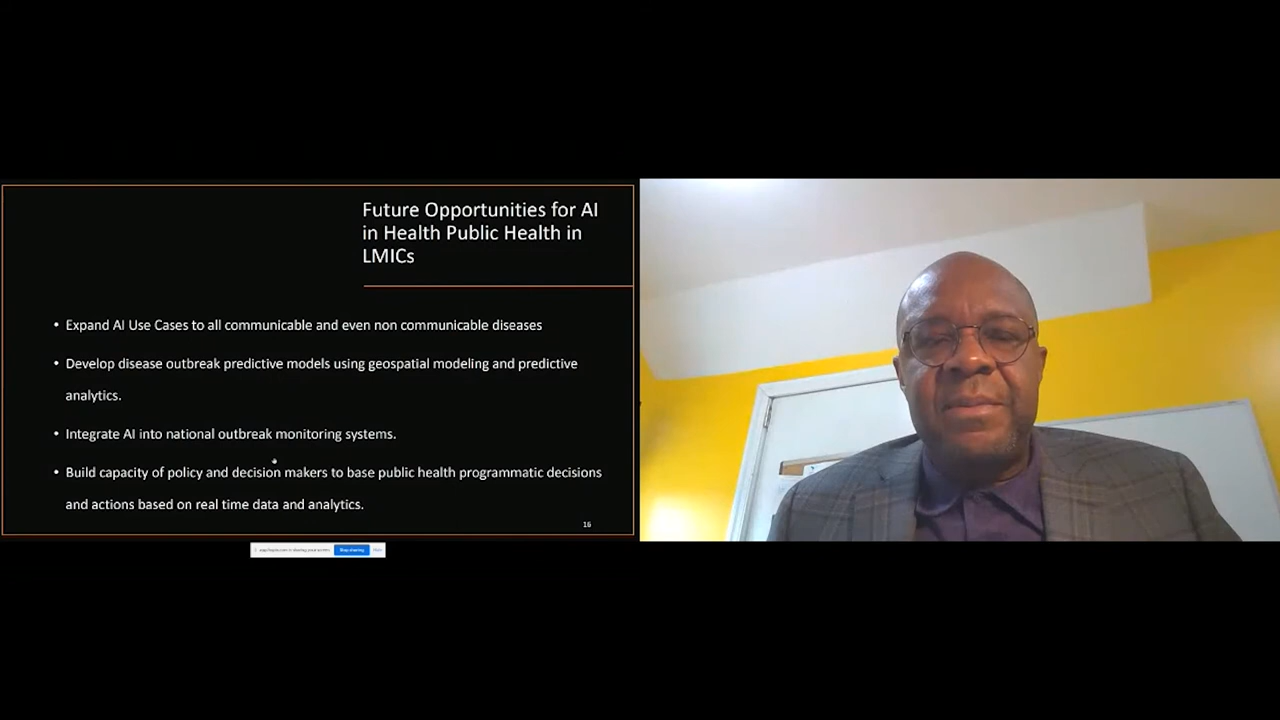 Future Opportunities for AI
in Health Public Health in
LMICs
• Expand AI Use Cases to all communicable and even non communicable diseases
• Develop disease outbreak predictive models using geospatial modeling and predictive
analytics.
• Integrate AI into national outbreak monitoring systems.
• Build capacity of policy and decision makers to base public health programmatic decisions
and actions based on real time data and analytics.
16
Stop sharing